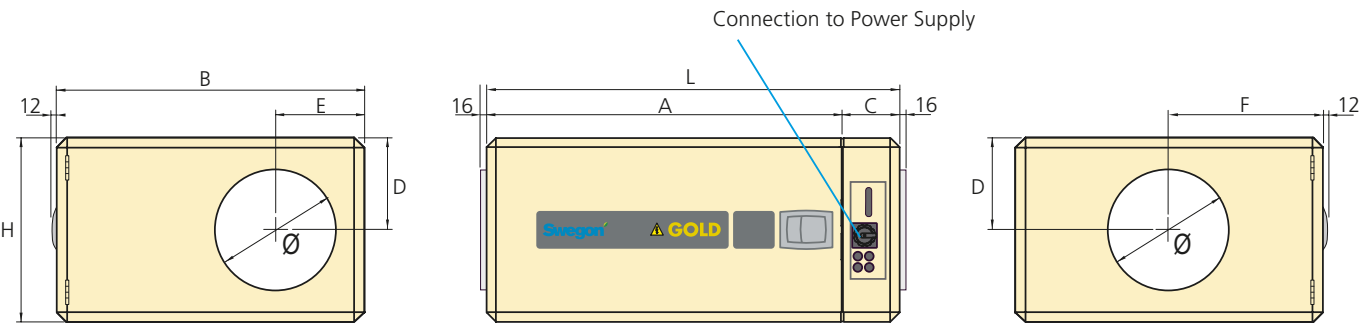 Connection to Power Supply
B
L
12
E
16
A
C
16
F
12
D
D
H
Ø
Swegon
GOLD
Ø